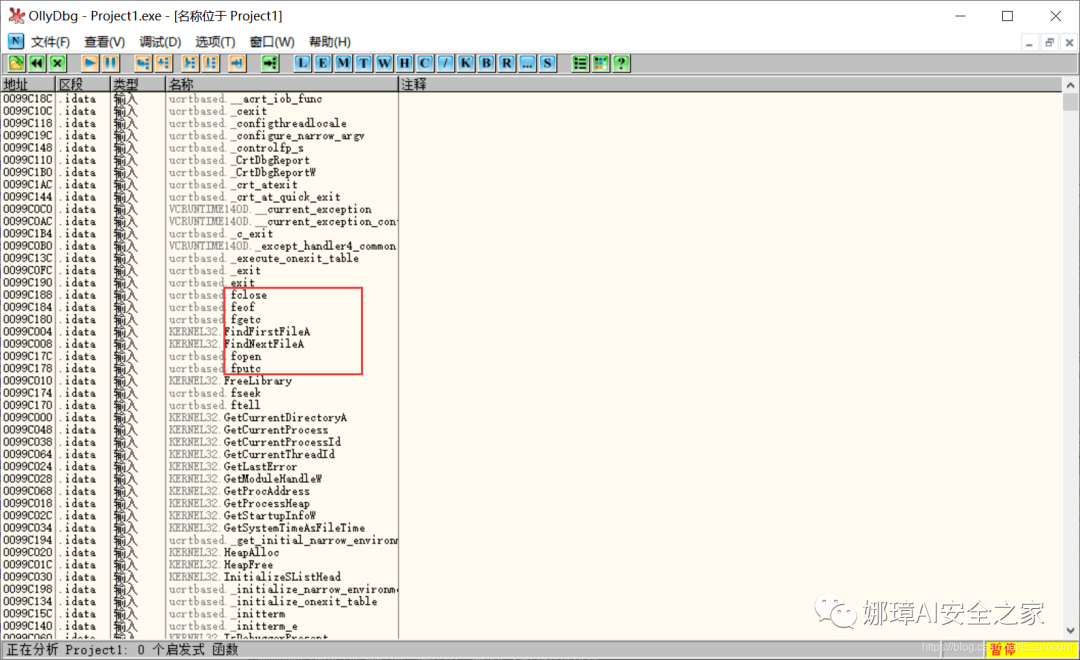 OllyDbg - Project1.exe - [名称位于 Project1]
N 文件(F) 查看(V) 调试(D) 选项(T) 窗口(W) 帮助(H)
L E M T W H C / K B R ... S ?
地址 区段 类型 名称 注释
0099C18C .idata 输入 ucrtbased.__acrt_iob_func
0099C10C .idata 输入 ucrtbased._cexit
0099C118 .idata 输入 ucrtbased._configthreadlocale
0099C19C .idata 输入 ucrtbased._configure_narrow_argv
0099C148 .idata 输入 ucrtbased._controlfp_s
0099C110 .idata 输入 ucrtbased._CrtDbgReport
0099C1B0 .idata 输入 ucrtbased._CrtDbgReportW
0099C1AC .idata 输入 ucrtbased._crt_atexit
0099C144 .idata 输入 ucrtbased._crt_at_quick_exit
0099C0C0 .idata 输入 VCRUNTIME140D.__current_exception
0099C0AC .idata 输入 VCRUNTIME140D.__current_exception_con
0099C1B4 .idata 输入 ucrtbased._c_exit
0099C0B0 .idata 输入 VCRUNTIME140D._except_handler4_common
0099C13C .idata 输入 ucrtbased._execute_onexit_table
0099C0FC .idata 输入 ucrtbased._exit
0099C190 .idata 输入 ucrtbased.exit
0099C188 .idata 输入 ucrtbased.fclose
0099C184 .idata 输入 ucrtbased.feof
0099C180 .idata 输入 ucrtbased.fgetc
0099C004 .idata 输入 KERNEL32.FindFirstFileA
0099C008 .idata 输入 KERNEL32.FindNextFileA
0099C17C .idata 输入 ucrtbased.fopen
0099C178 .idata 输入 ucrtbased.fputc
0099C010 .idata 输入 KERNEL32.FreeLibrary
0099C174 .idata 输入 ucrtbased.fseek
0099C170 .idata 输入 ucrtbased.ftell
0099C000 .idata 输入 KERNEL32.GetCurrentDirectoryA
0099C048 .idata 输入 KERNEL32.GetCurrentProcess
0099C038 .idata 输入 KERNEL32.GetCurrentProcessId
0099C064 .idata 输入 KERNEL32.GetCurrentThreadId
0099C024 .idata 输入 KERNEL32.GetLastError
0099C028 .idata 输入 KERNEL32.GetModuleHandleW
0099C068 .idata 输入 KERNEL32.GetProcAddress
0099C018 .idata 输入 KERNEL32.GetProcessHeap
0099C02C .idata 输入 KERNEL32.GetStartupInfoW
0099C034 .idata 输入 KERNEL32.GetSystemTimeAsFileTime
0099C194 .idata 输入 ucrtbased._get_initial_narrow_environm
0099C020 .idata 输入 KERNEL32.HeapAlloc
0099C01C .idata 输入 KERNEL32.HeapFree
0099C030 .idata 输入 KERNEL32.InitializeSListHead
0099C198 .idata 输入 ucrtbased._initialize_narrow_environme
0099C134 .idata 输入 ucrtbased._initialize_onexit_table
0099C15C .idata 输入 ucrtbased._initterm
0099C140 .idata 输入 ucrtbased._initterm_e
0099C060 .idata 输入 KERNEL32.IsDebuggerPresent
娜璋AI安全之家
正在分析 Project1: 0 个启发式 函数
暂停